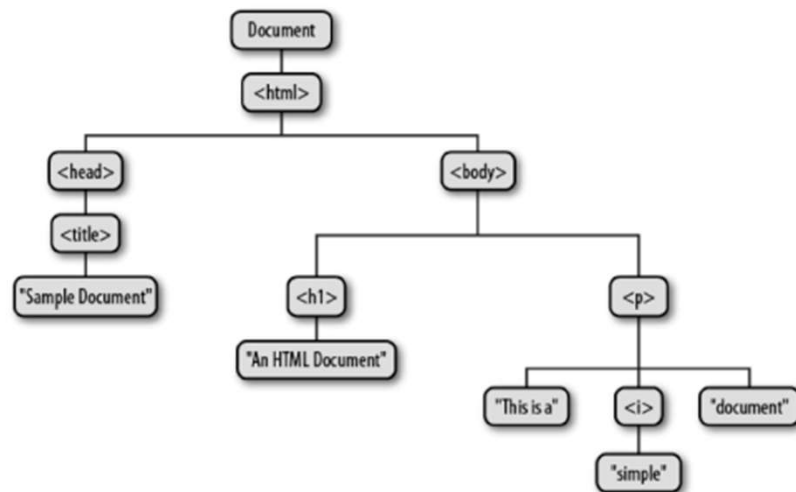 Document
<html>
<head>
<body>
<title>
"Sample Document"
<h1>
<p>
"An HTML Document"
"This is a"
<i>
"document"
"simple"